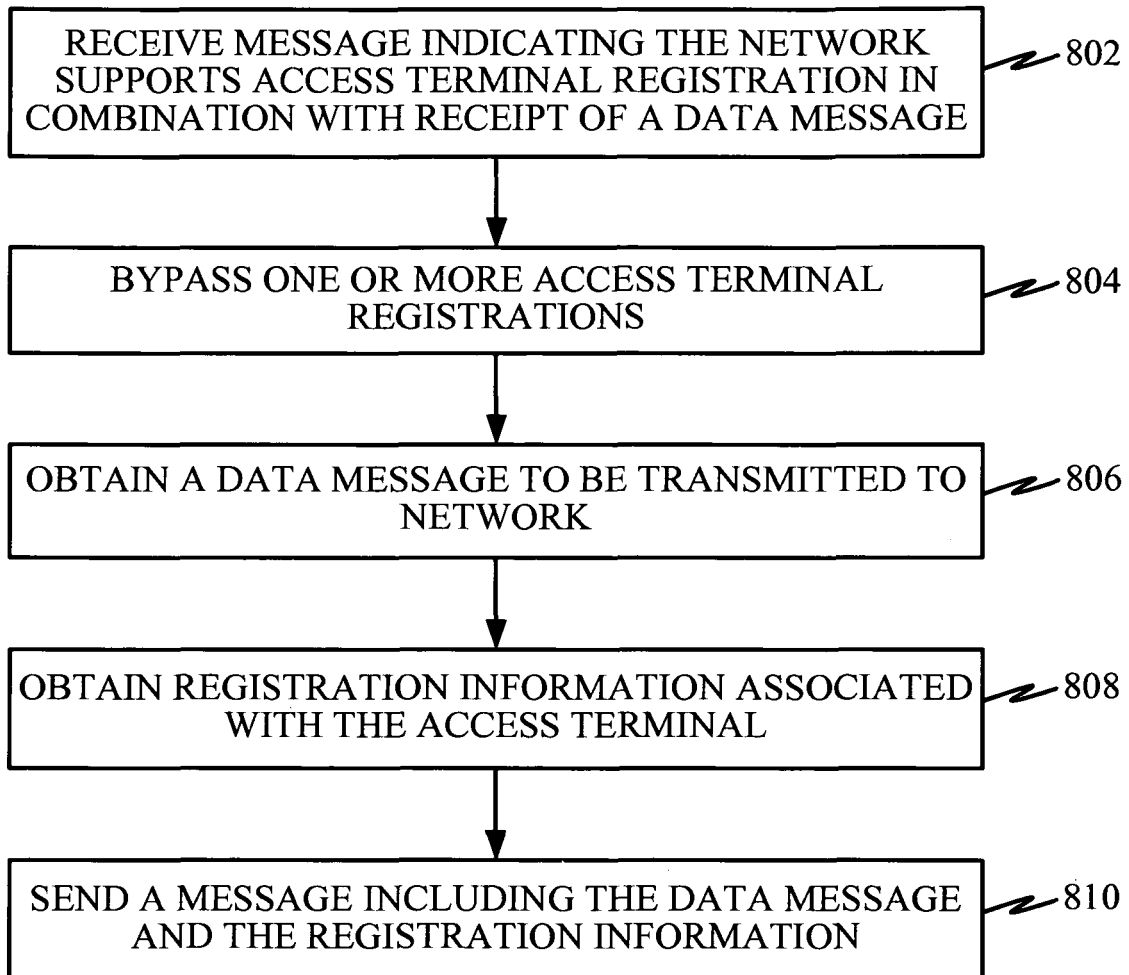 RECEIVE MESSAGE INDICATING THE NETWORK
SUPPORTS ACCESS TERMINAL REGISTRATION IN
COMBINATION WITH RECEIPT OF A DATA MESSAGE
802
BYPASS ONE OR MORE ACCESS TERMINAL
REGISTRATIONS
804
OBTAIN A DATA MESSAGE TO BE TRANSMITTED TO
NETWORK
806
OBTAIN REGISTRATION INFORMATION ASSOCIATED
WITH THE ACCESS TERMINAL
808
SEND A MESSAGE INCLUDING THE DATA MESSAGE
AND THE REGISTRATION INFORMATION
810